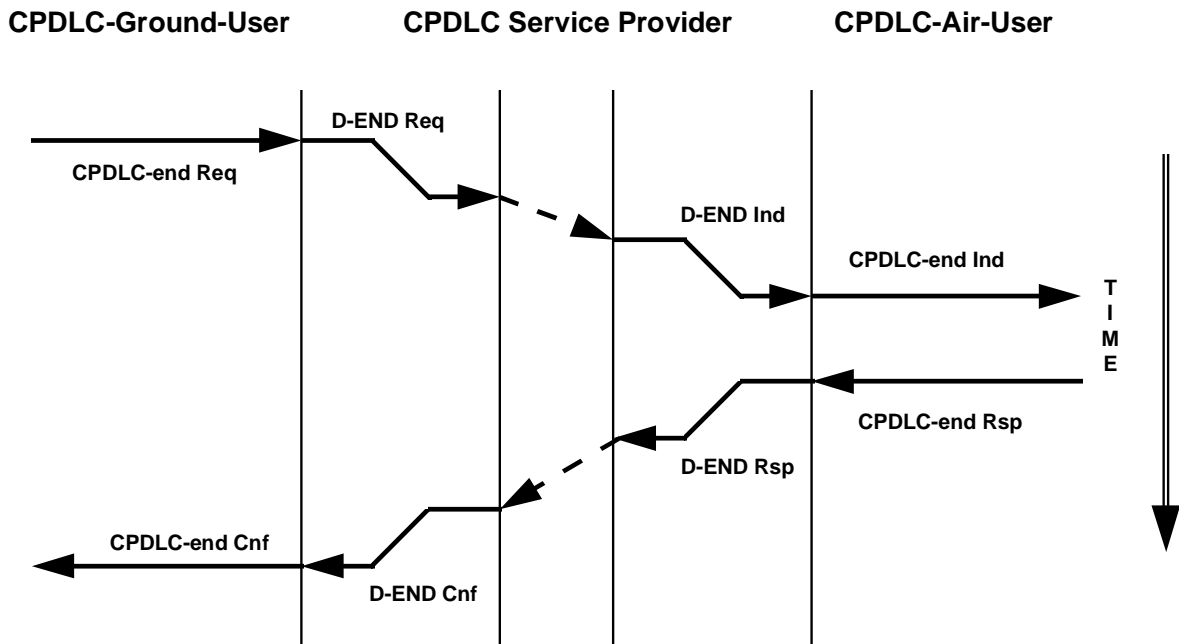 CPDLC-Ground-User
CPDLC Service Provider
CPDLC-Air-User
D-END Req
CPDLC-end Req
D-END Ind
CPDLC-end Ind
T
I
M
E
CPDLC-end Rsp
D-END Rsp
CPDLC-end Cnf
D-END Cnf